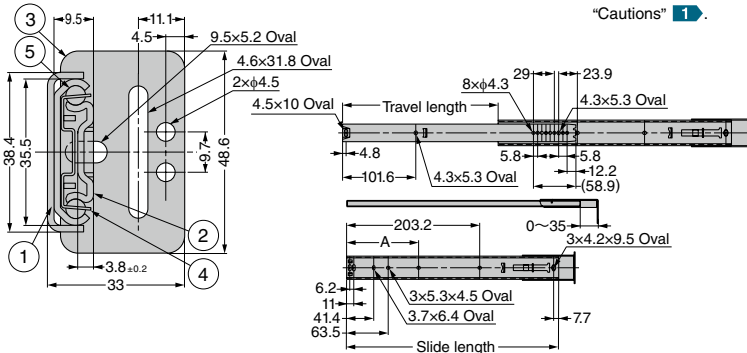 "Cautions" 1 .
3
9.5
11.1
4.5
9.5×5.2 Oval
4.6×31.8 Oval
2×φ4.5
5
38.4
35.5
9.7
48.6
1
2
4
3.8±0.2
33
29
23.9
8×φ4.3
4.3×5.3 Oval
4.5×10 Oval
Travel length
4.8
101.6
4.3×5.3 Oval
5.8
5.8
12.2
(58.9)
0〜35
203.2
A
3×4.2×9.5 Oval
6.2
11
3×5.3×4.5 Oval
3.7×6.4 Oval
41.4
63.5
7.7
Slide length